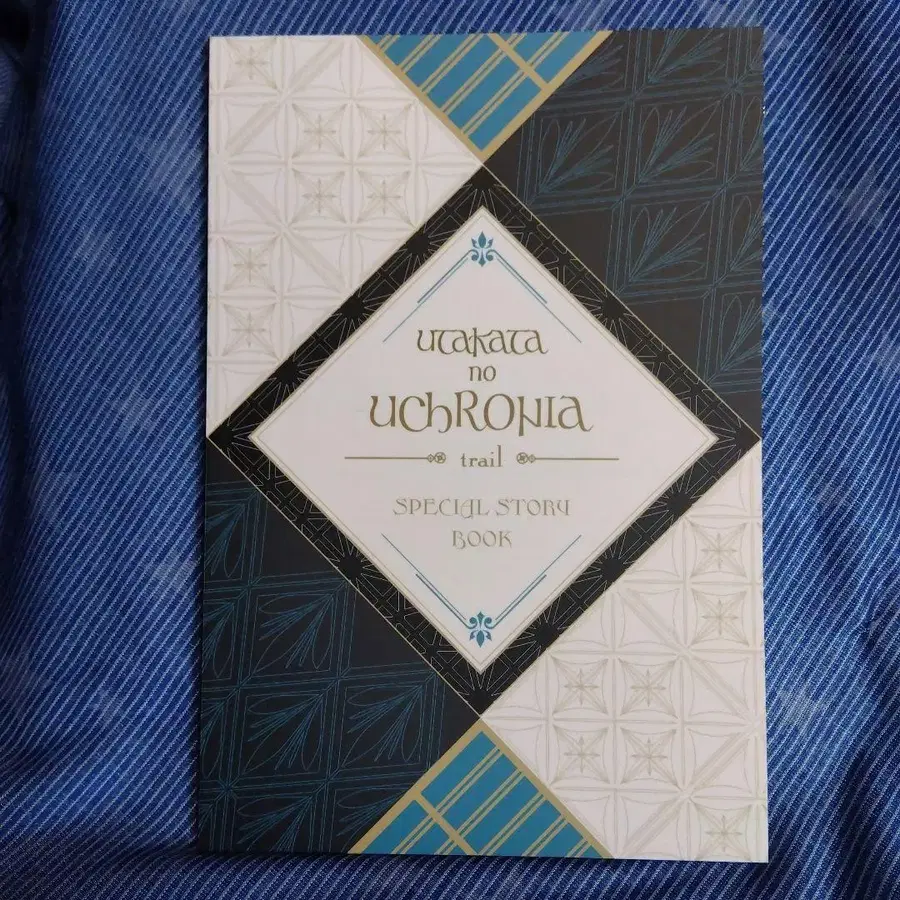 utakata
no
uchronia
trail
SPECIAL STORY
BOOK